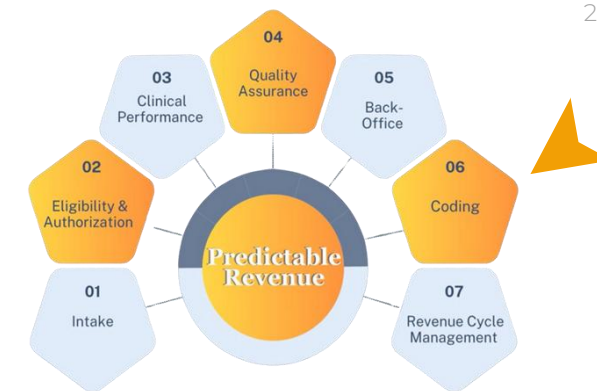 2
04
Quality
Assurance
03
Clinical
Performance
05
Back-
Office
02
Eligibility &
Authorization
06
Coding
Predictable
Revenue
01
Intake
07
Revenue Cycle
Management